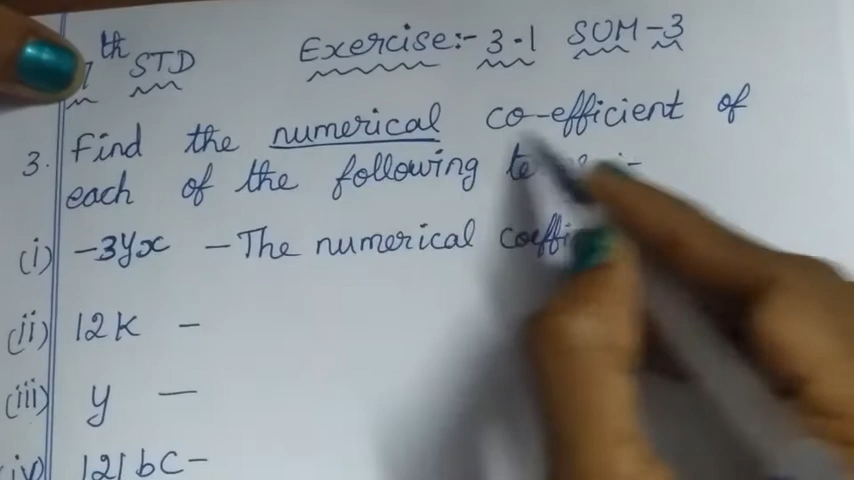 7th STD Exercise:- 3.1 SUM-3
3. Find the numerical co-efficient of
each of the following
(i) -3yx - The numerical
(ii) 12k -
(iii) y -
(iv) 121bc-